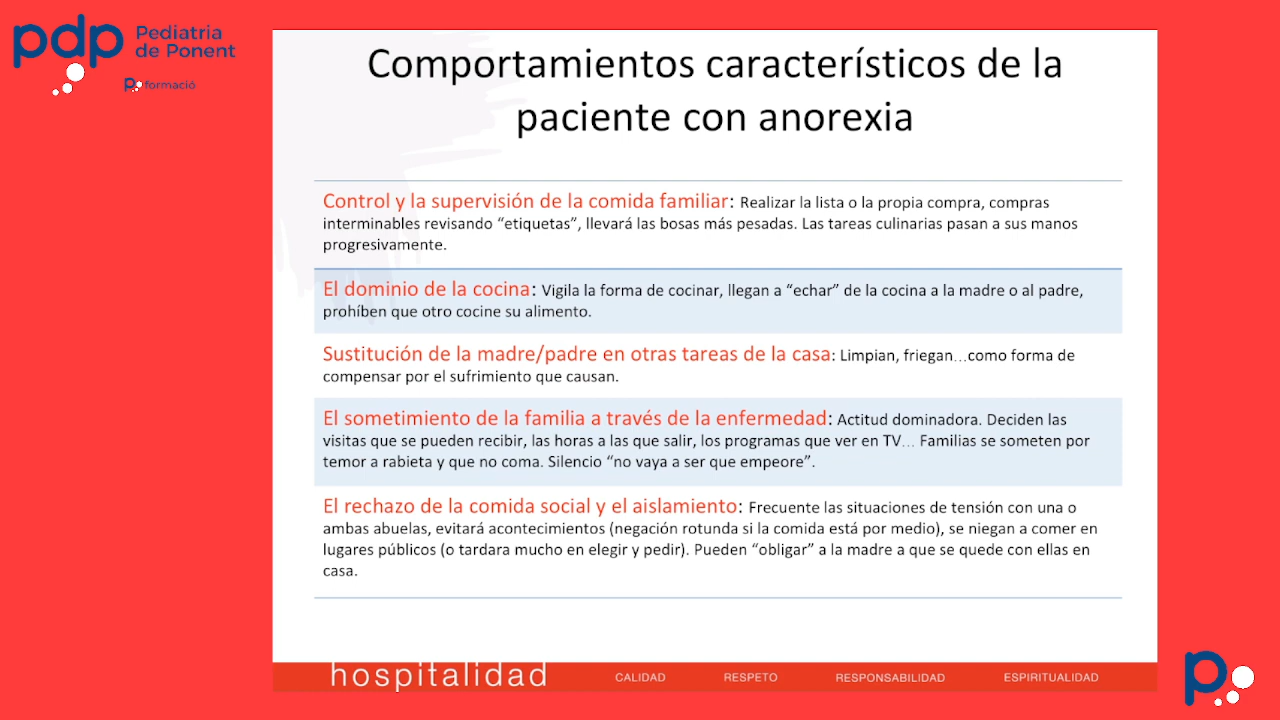 pdp Pediatria
de Ponent
P formació
Comportamientos característicos de la
paciente con anorexia
Control y la supervisión de la comida familiar: Realizar la lista o la propia compra, compras
interminables revisando “etiquetas”, llevará las bosas más pesadas. Las tareas culinarias pasan a sus manos
progresivamente.
El dominio de la cocina: Vigila la forma de cocinar, llegan a “echar” de la cocina a la madre o al padre,
prohíben que otro cocine su alimento.
Sustitución de la madre/padre en otras tareas de la casa: Limpian, friegan…como forma de
compensar por el sufrimiento que causan.
El sometimiento de la familia a través de la enfermedad: Actitud dominadora. Deciden las
visitas que se pueden recibir, las horas a las que salir, los programas que ver en TV… Familias se someten por
temor a rabieta y que no coma. Silencio “no vaya a ser que empeore”.
El rechazo de la comida social y el aislamiento: Frecuente las situaciones de tensión con una o
ambas abuelas, evitará acontecimientos (negación rotunda si la comida está por medio), se niegan a comer en
lugares públicos (o tardara mucho en elegir y pedir). Pueden “obligar” a la madre a que se quede con ellas en
casa.
hospitalidad CALIDAD RESPETO RESPONSABILIDAD ESPIRITUALIDAD
p